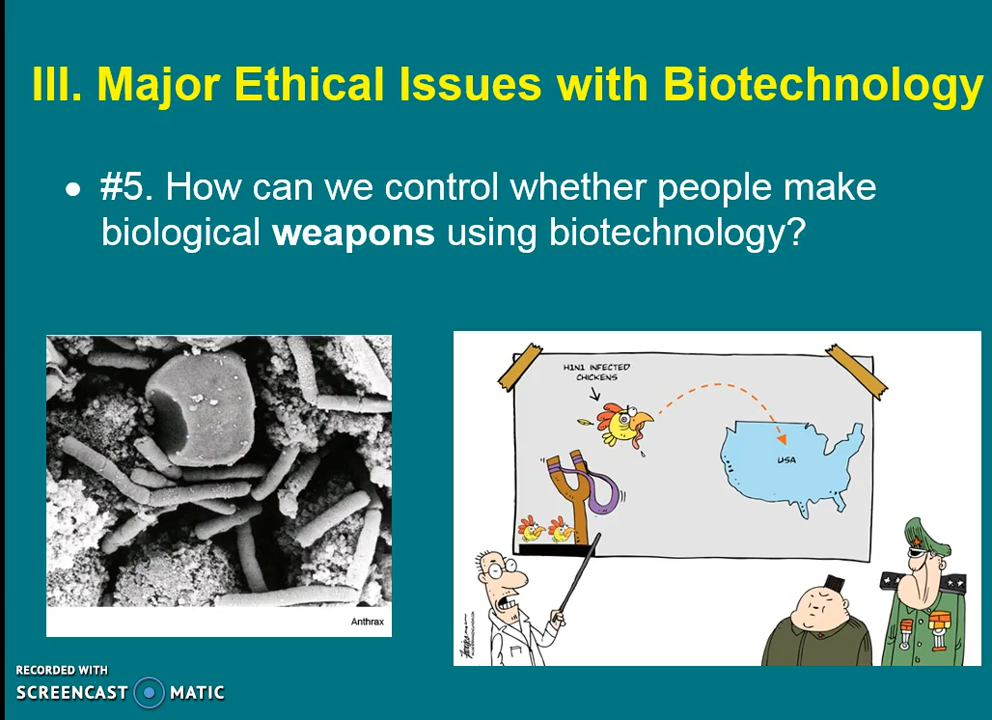 III. Major Ethical Issues with Biotechnology
• #5. How can we control whether people make
biological weapons using biotechnology?
H1N1 INFECTED
CHICKENS
USA
Anthrax
RECORDED WITH
SCREENCAST MATIC